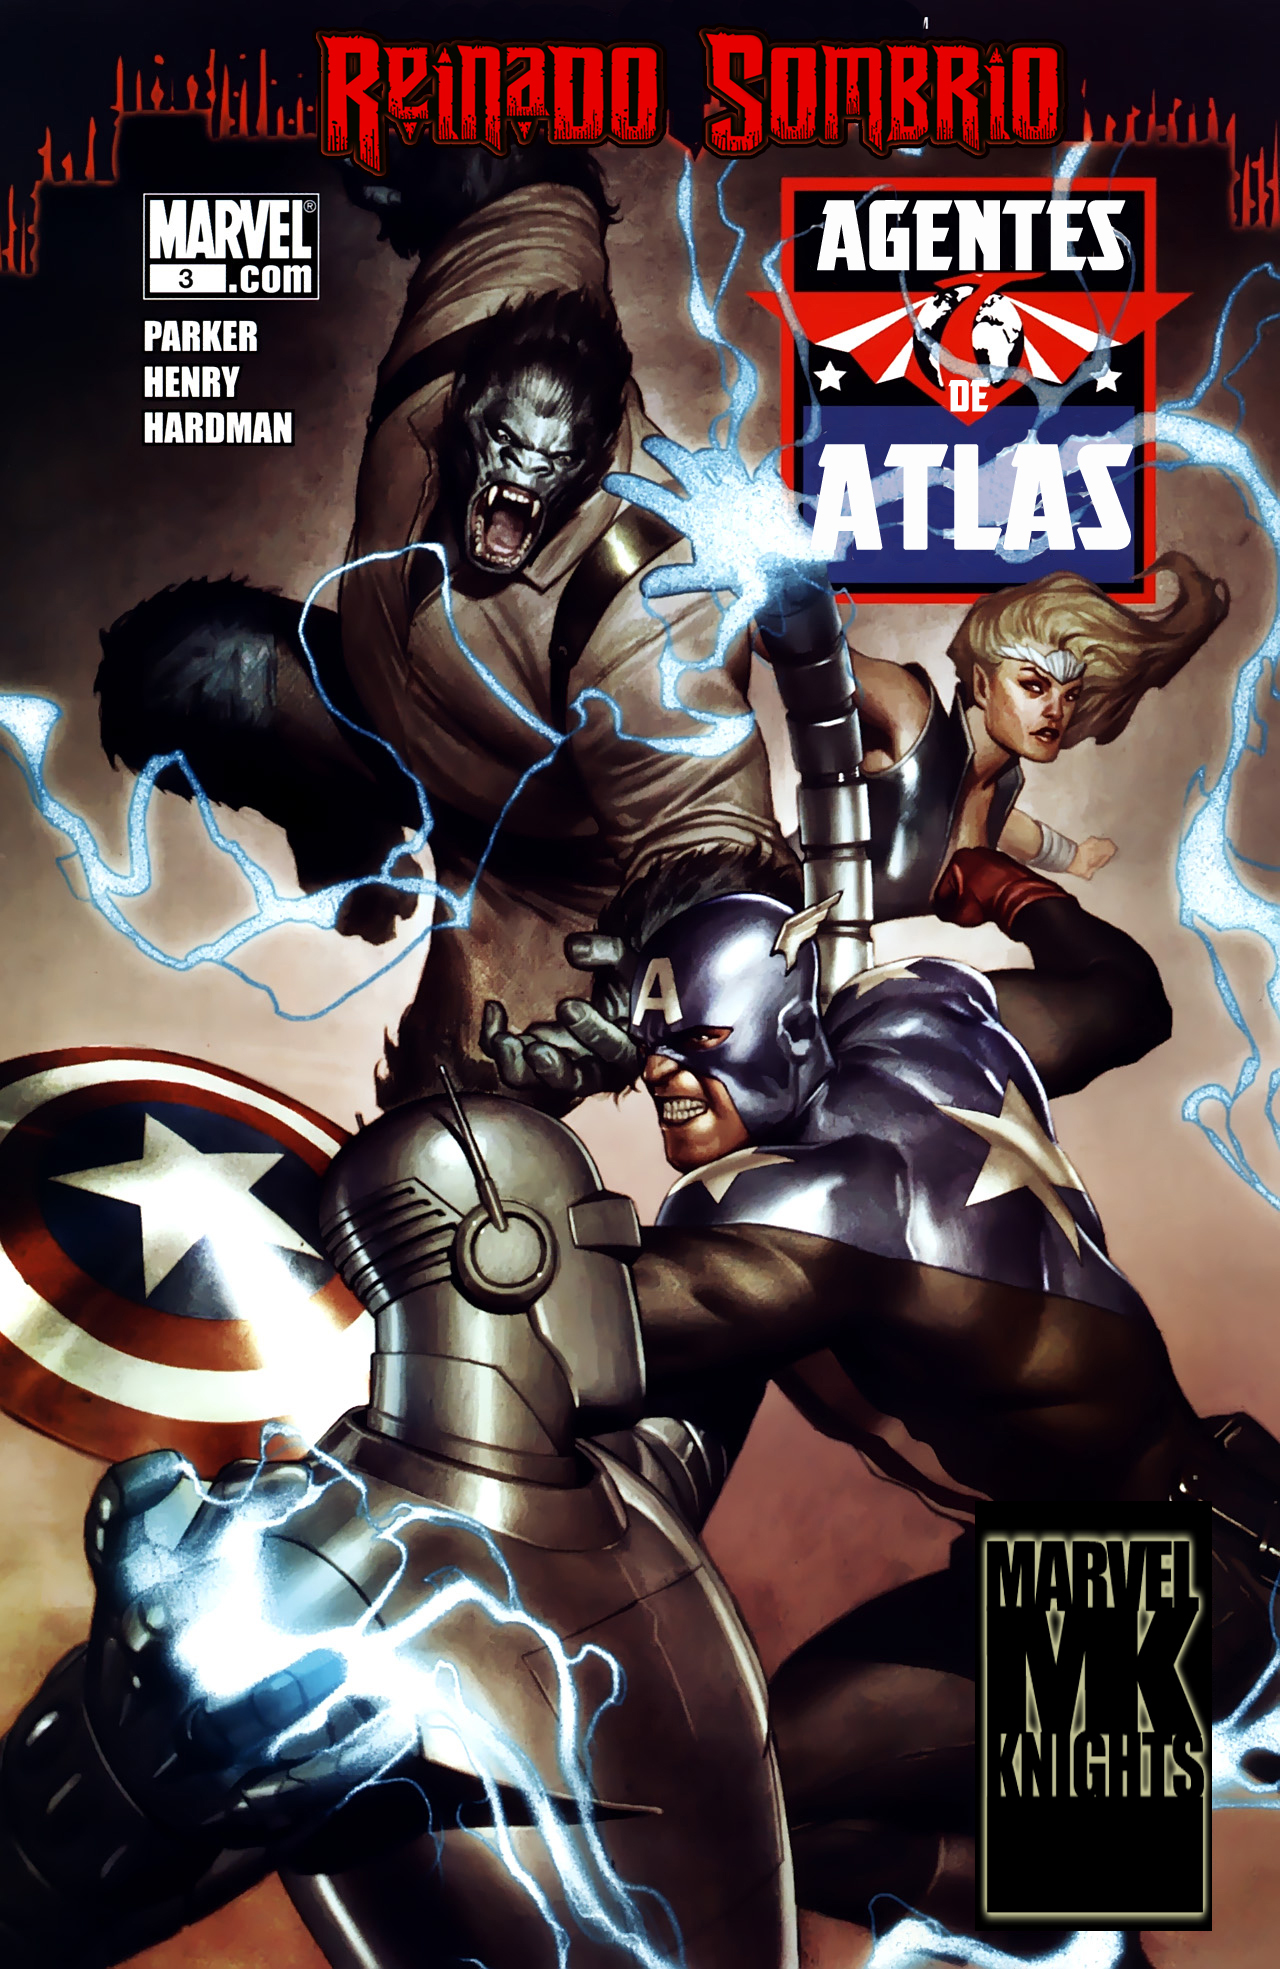 REINADO SOMBRIO
MARVEL®
3 .com
PARKER
HENRY
HARDMAN
AGENTES
DE
ATLAS
A
MARVEL
MK
KNIGHTS